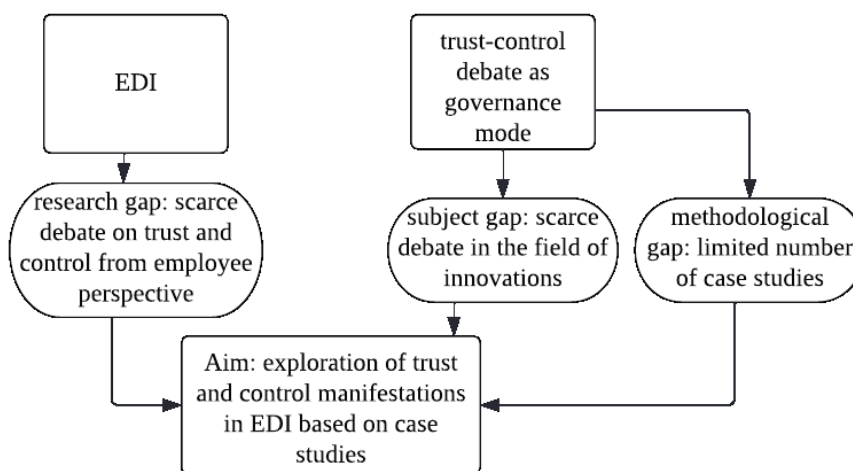 EDI
trust-control
debate as
governance
mode
research gap: scarce
debate on trust and
control from employee
perspective
subject gap: scarce
debate in the field of
innovations
methodological
gap: limited number
of case studies
Aim: exploration of trust
and control manifestations
in EDI based on case
studies